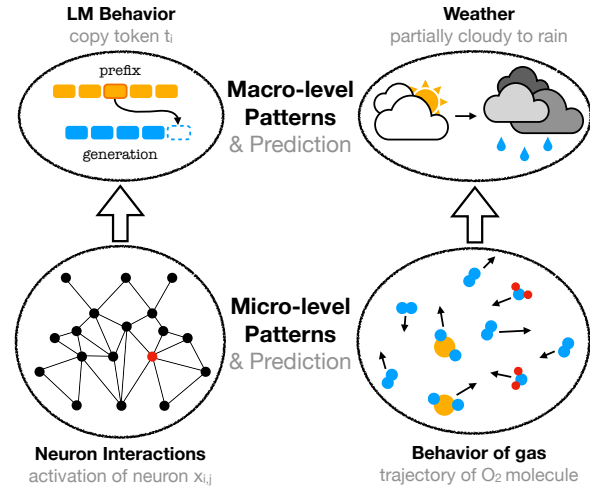 LM Behavior
copy token tᵢ
prefix
generation
Macro-level
Patterns
& Prediction
Weather
partially cloudy to rain
Micro-level
Patterns
& Prediction
Neuron Interactions
activation of neuron xᵢ,ⱼ
Behavior of gas
trajectory of O₂ molecule